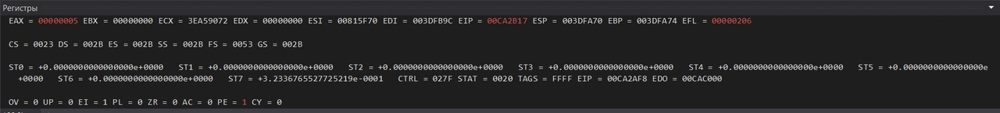 Регистры
EAX = 00000005 EBX = 00000000 ECX = 3EA59072 EDX = 00000000 ESI = 00815F70 EDI = 003DFB9C EIP = 00CA2B17 ESP = 003DFA70 EBP = 003DFA74 EFL = 00000206
CS = 0023 DS = 002B ES = 002B SS = 002B FS = 0053 GS = 002B
ST0 = +0.0000000000000000e+0000 ST1 = +0.0000000000000000e+0000 ST2 = +0.0000000000000000e+0000 ST3 = +0.0000000000000000e+0000 ST4 = +0.0000000000000000e+0000 ST5 = +0.0000000000000000e
+0000 ST6 = +0.0000000000000000e+0000 ST7 = +3.2336765527725219e-0001 CTRL = 027F STAT = 0020 TAGS = FFFF EIP = 00CA2AF8 EDO = 00CAC000
OV = 0 UP = 0 EI = 1 PL = 0 ZR = 0 AC = 0 PE = 1 CY = 0